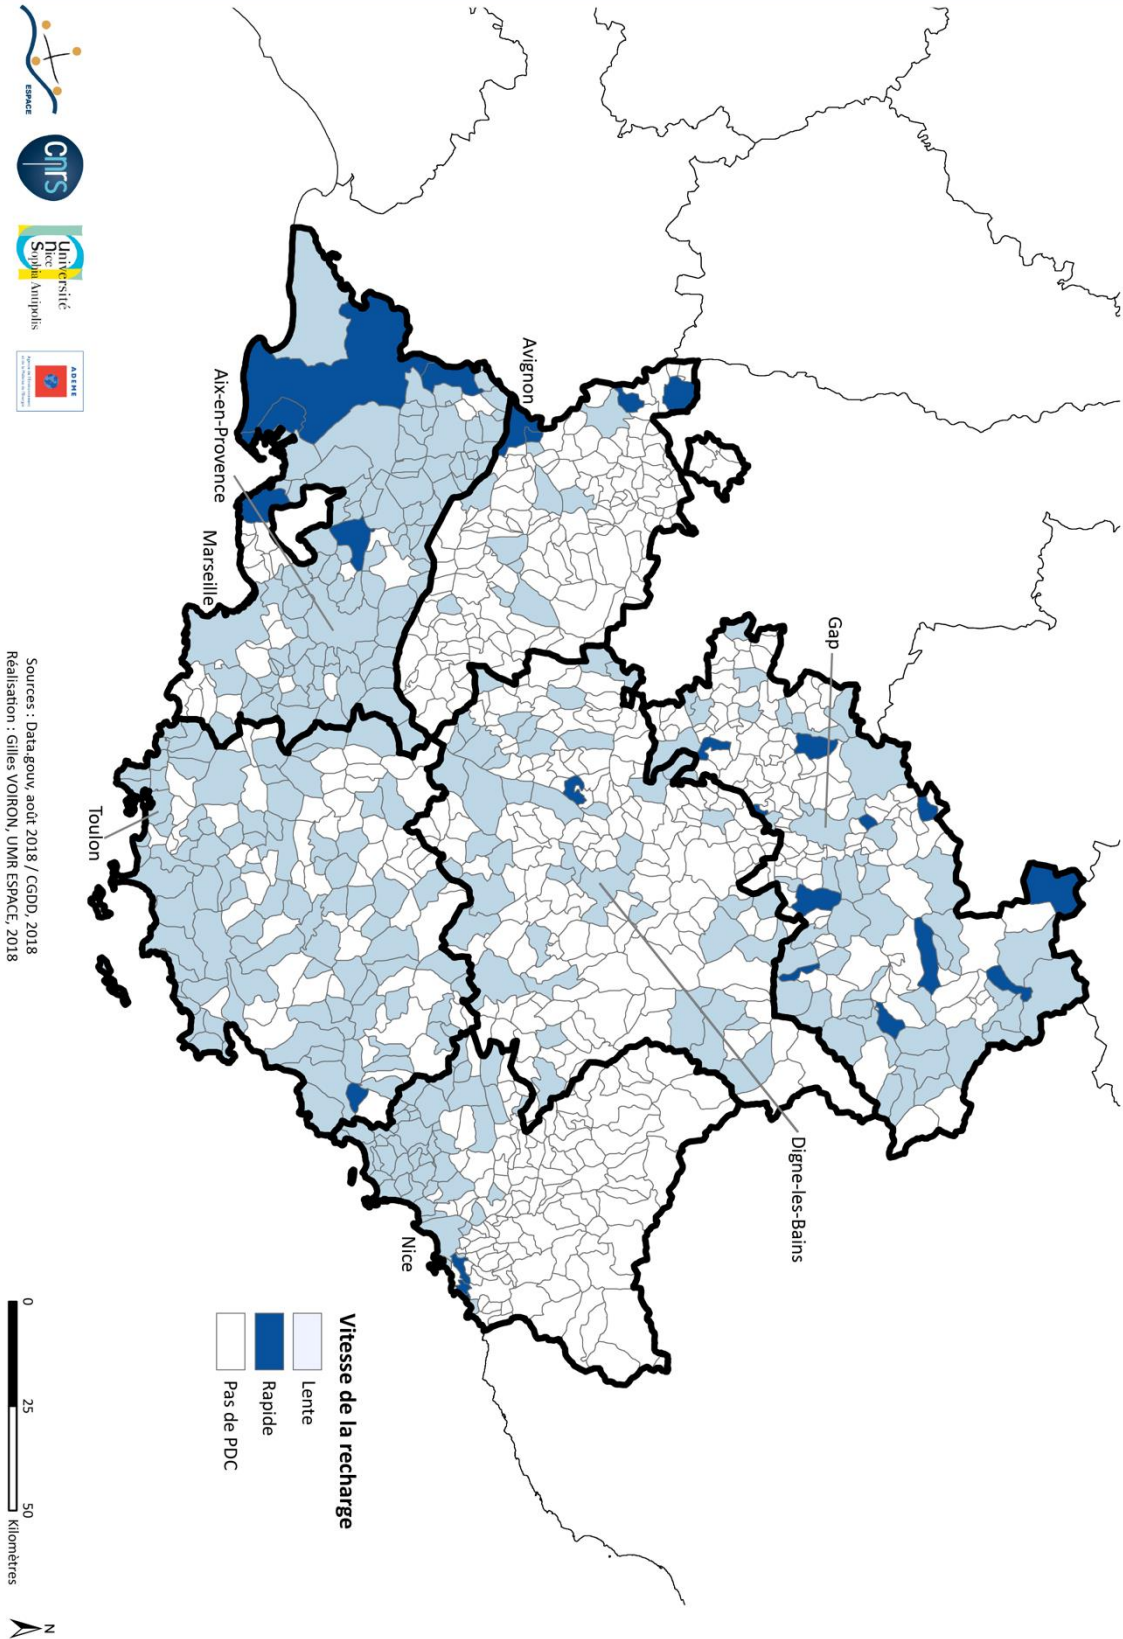 Gap
Digne-les-Bains
Avignon
Nice
Aix-en-Provence
Marseille
Toulon
Vitesse de la recharge
Lente
Rapide
Pas de PDC
0 25 50
Kilomètres
N
ESPACE
cnrs
Université
nice
Sophia Antipolis
ADEME
Sources : Data.gouv, août 2018 / CGDD, 2018
Réalisation : Gilles VOIRON, UMR ESPACE, 2018